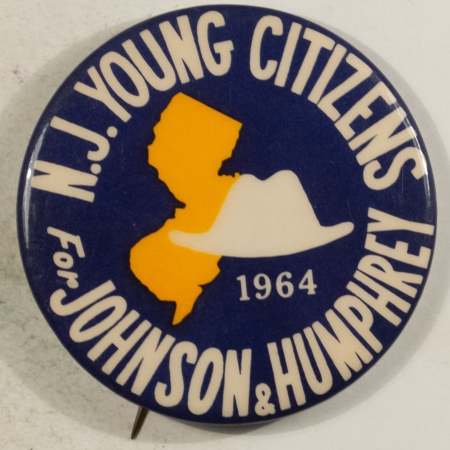 N.J. YOUNG CITIZENS
For JOHNSON & HUMPHREY
1964